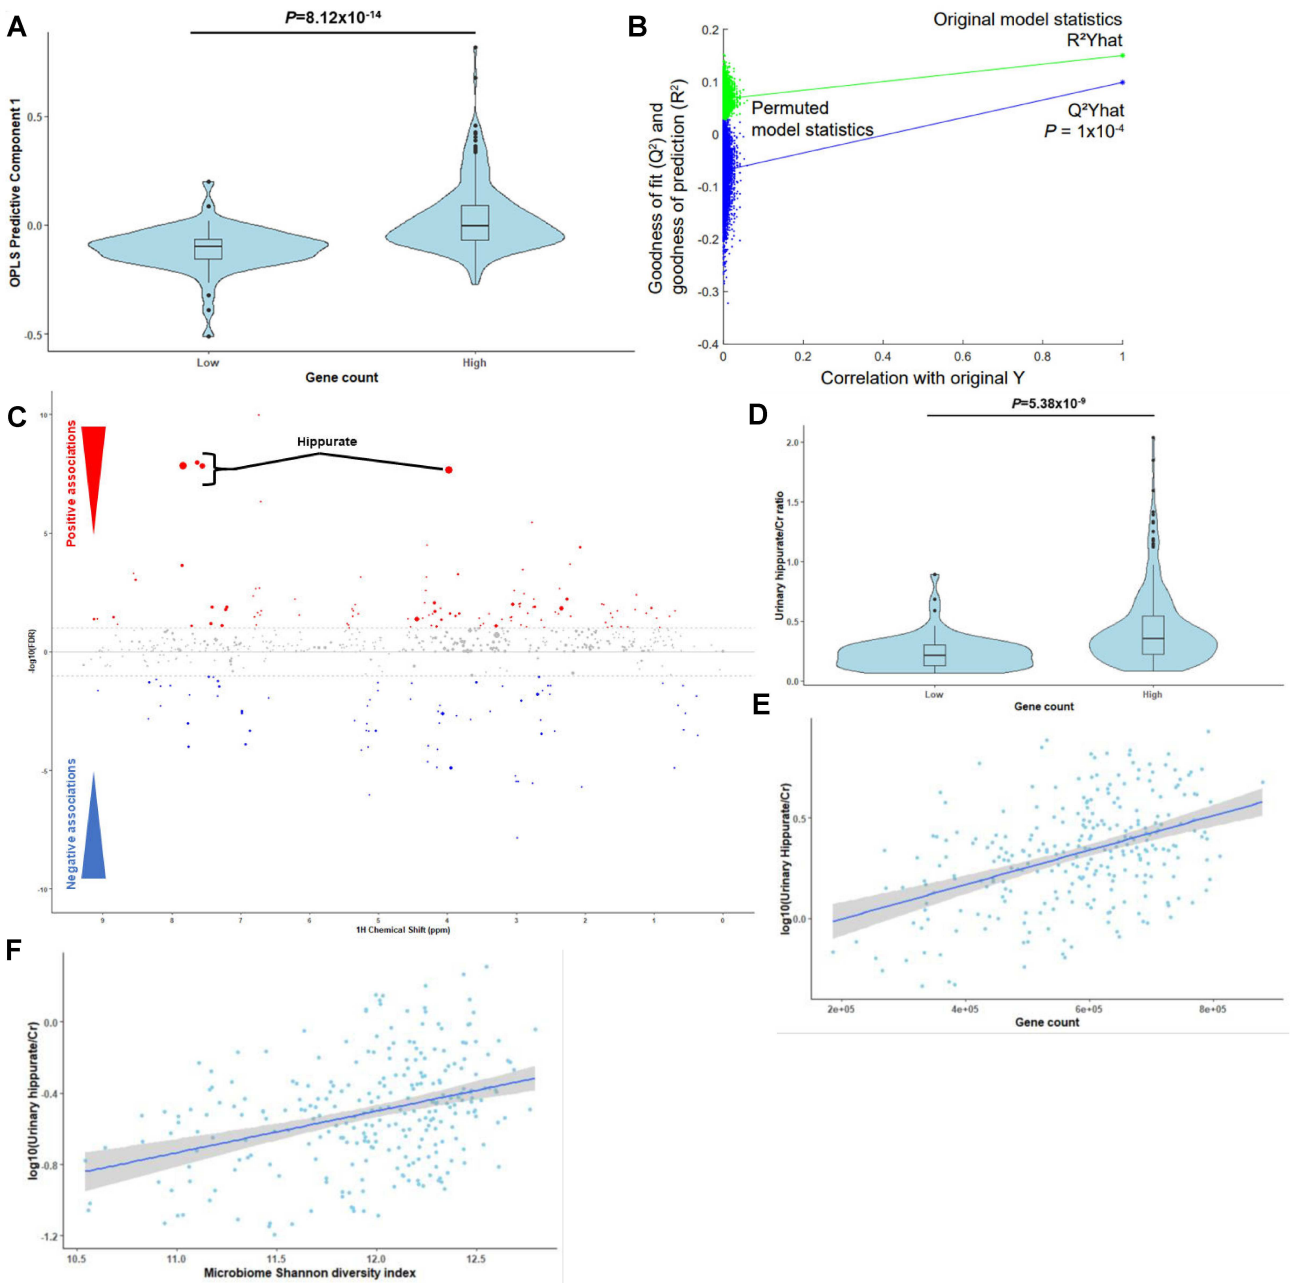 A
P=8.12x10-14
OPLS Predictive Component 1
0.5
0.0
-0.5
Low
High
Gene count
B
Original model statistics
R²Yhat
Q²Yhat
P = 1x10-4
Permuted
model statistics
Goodness of fit (Q²) and
goodness of prediction (R²)
0.2
0.1
0
-0.1
-0.2
-0.3
-0.4
0
0.2
0.4
0.6
0.8
1
Correlation with original Y
C
Positive associations
Negative associations
Hippurate
-log10(FDR)
10
5
0
-5
-10
9
8
7
6
5
4
3
2
1
0
1H Chemical Shift (ppm)
D
P=5.38x10-9
Urinary hippurate/Cr ratio
2.0
1.5
1.0
0.5
0.0
Low
High
Gene count
E
log10(Urinary Hippurate/Cr)
0.5
0.0
2e+05
4e+05
6e+05
8e+05
Gene count
F
log10(Urinary hippurate/Cr)
0.0
-0.4
-0.8
-1.2
10.5
11.0
11.5
12.0
12.5
Microbiome Shannon diversity index